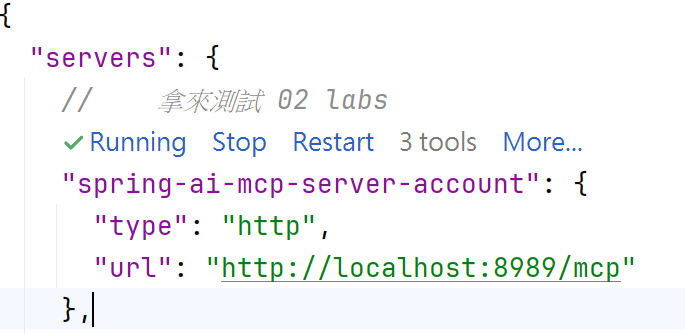 {
"servers": {
// 拿來測試 02 labs
Running Stop Restart 3 tools More...
"spring-ai-mcp-server-account": {
"type": "http",
"url": "http://localhost:8989/mcp"
},